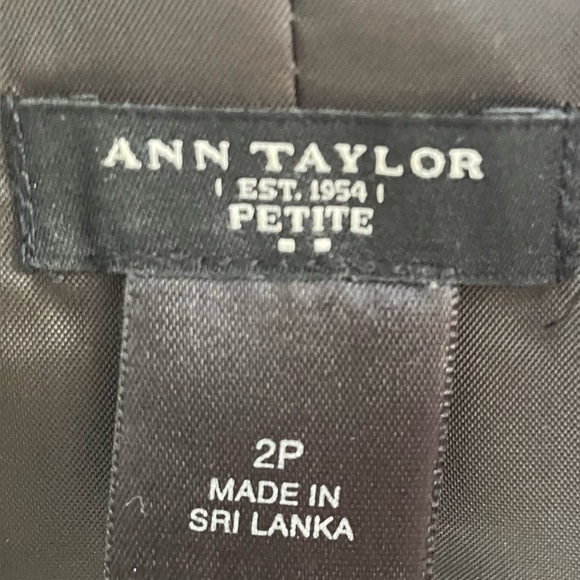 ANN TAYLOR
EST. 1954
PETITE
2P
MADE IN
SRI LANKA